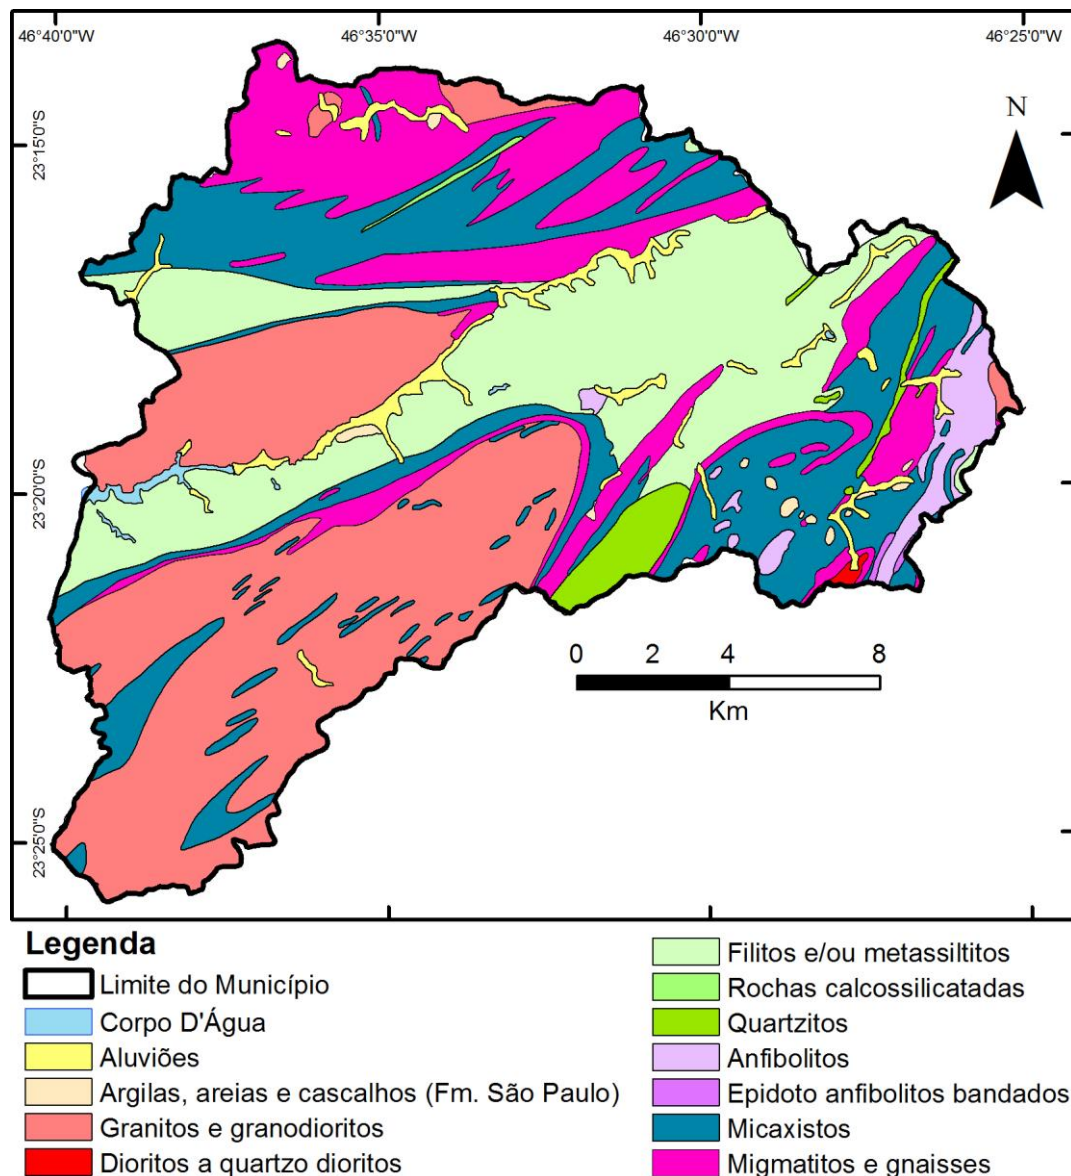 46°40'0"W 46°35'0"W 46°30'0"W 46°25'0"W
N
23°15'0"S
23°20'0"S
23°25'0"S
0 2 4 8
Km
Legenda
Limite do Município
Corpo D'Água
Aluviões
Argilas, areias e cascalhos (Fm. São Paulo)
Granitos e granodioritos
Dioritos a quartzo dioritos
Filitos e/ou metassiltitos
Rochas calcossilicatadas
Quartzitos
Anfibolitos
Epidoto anfibolitos bandados
Micaxistos
Migmatitos e gnaisses